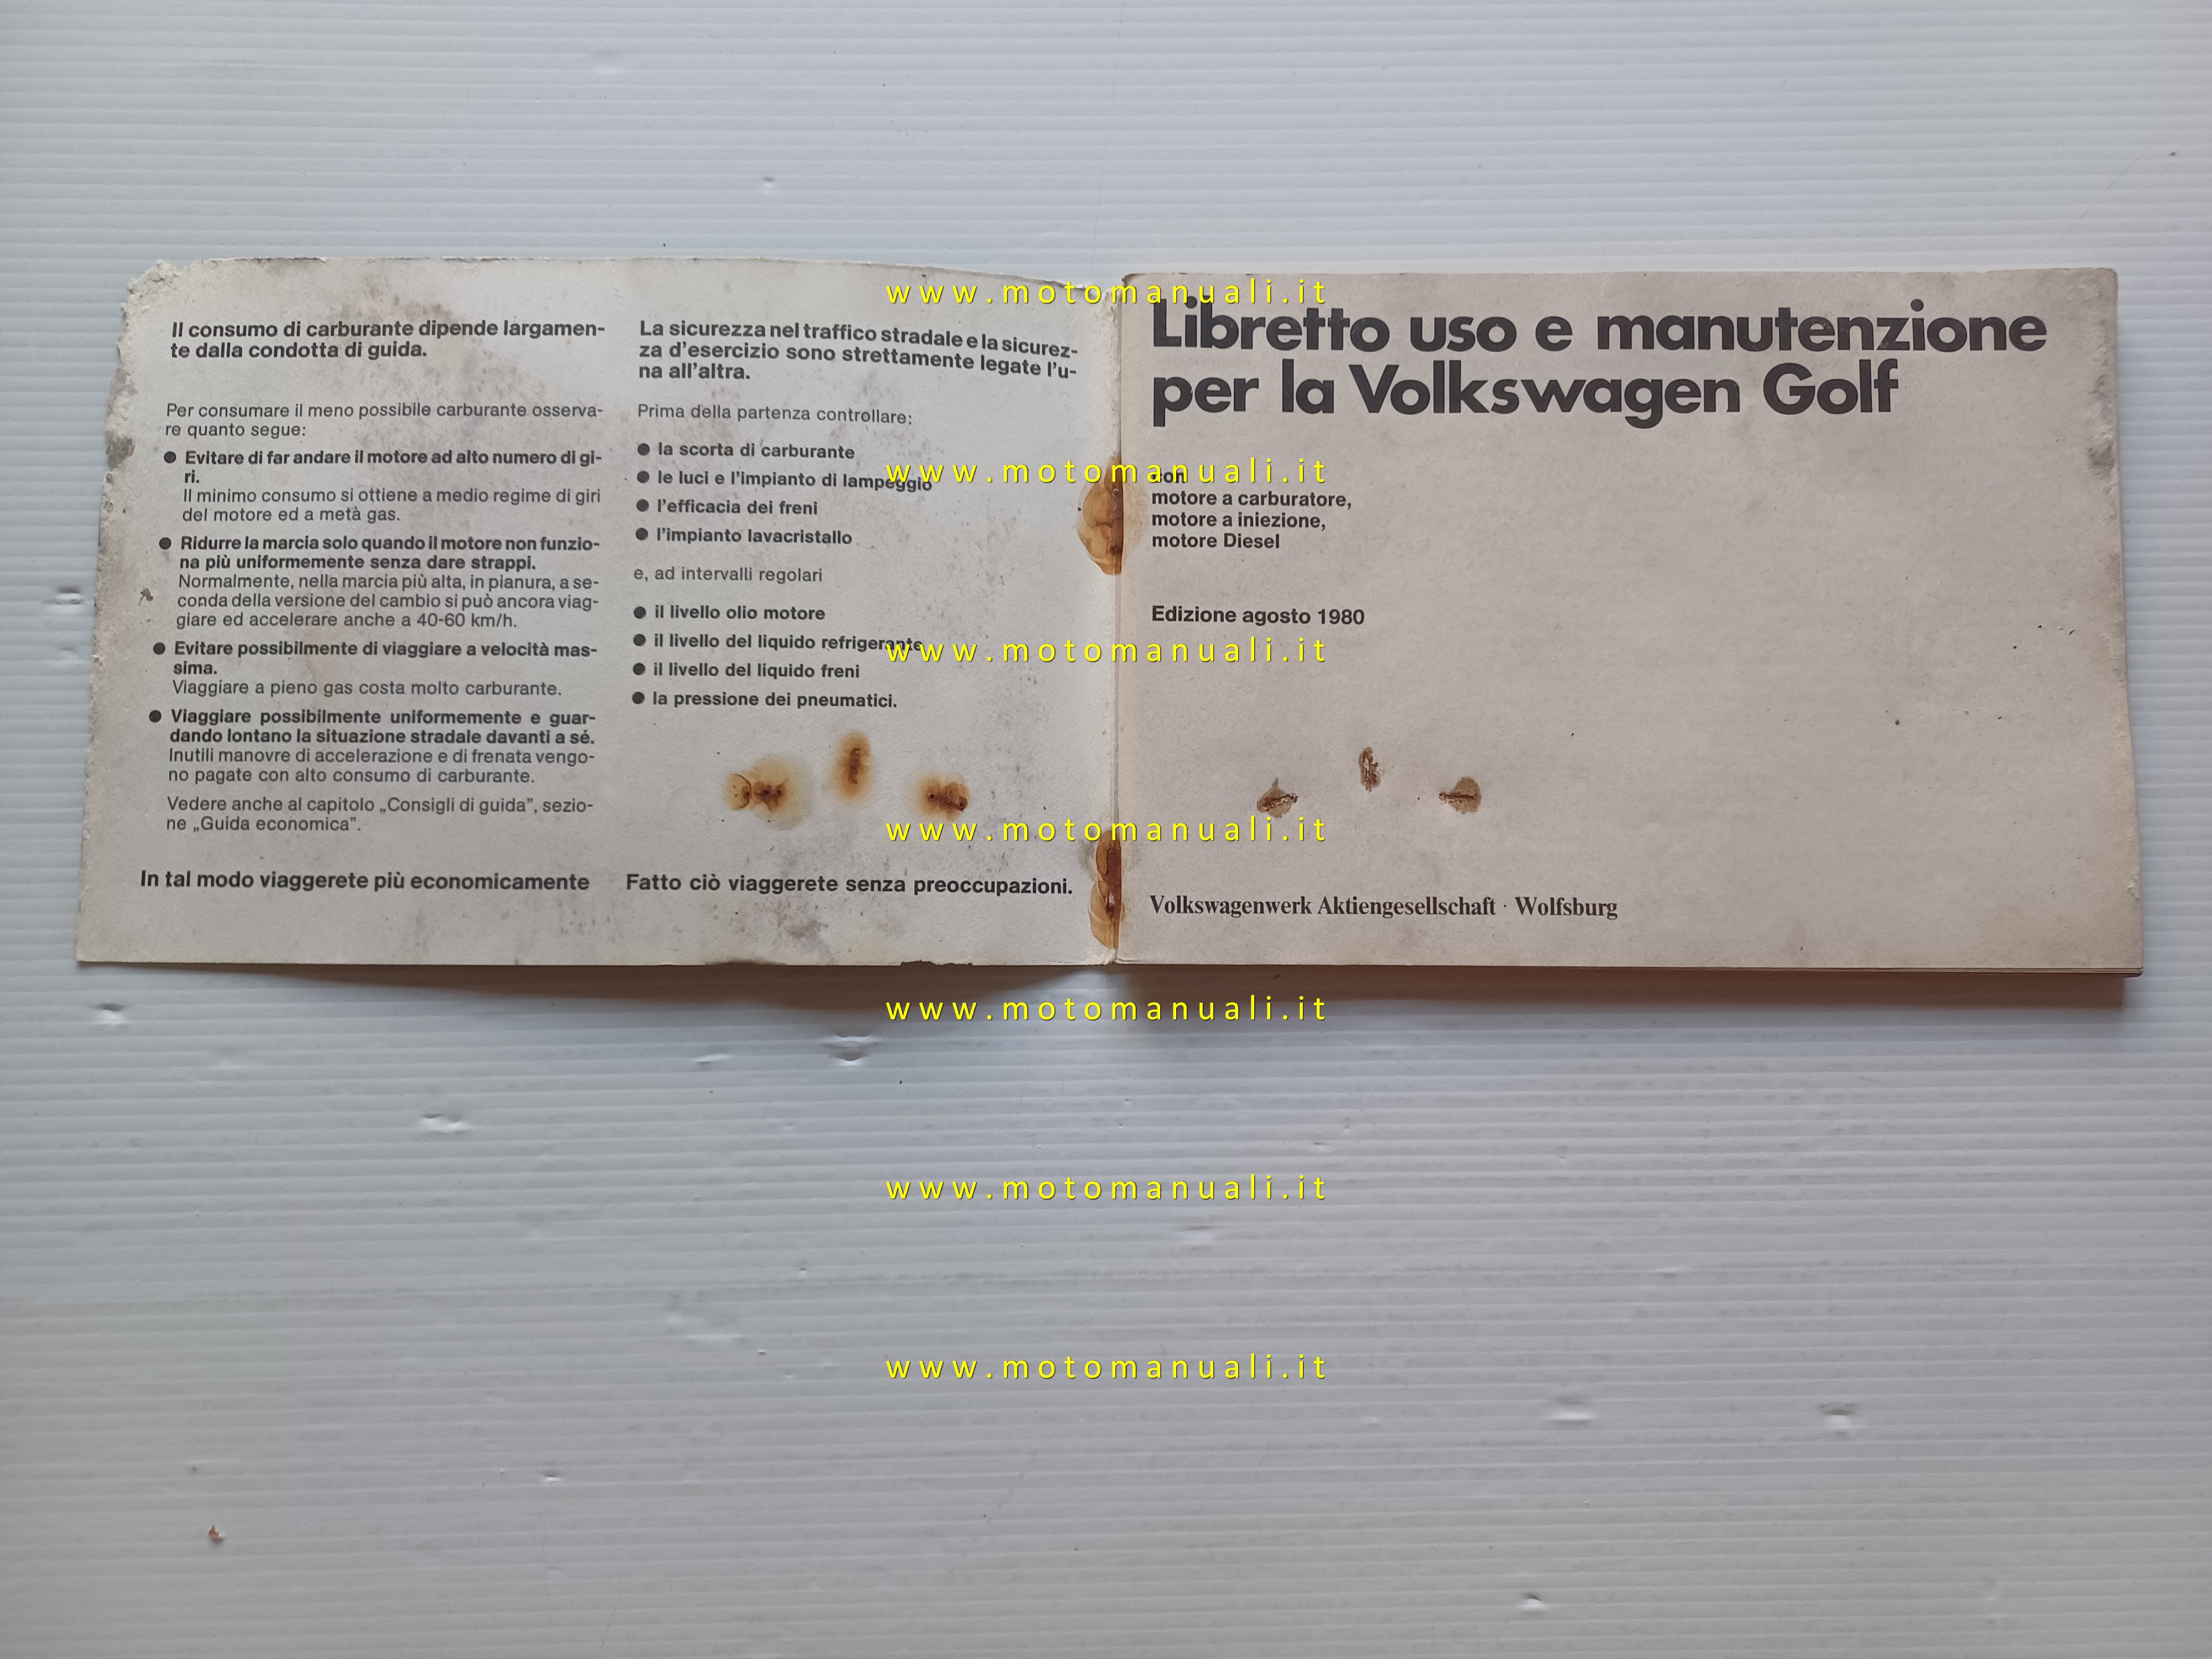 Il consumo di carburante dipende largamen-
te dalla condotta di guida.
Per consumare il meno possibile carburante osserva-
re quanto segue:
● Evitare di far andare il motore ad alto numero di gi-
ri.
Il minimo consumo si ottiene a medio regime di giri
del motore ed a metà gas.
● Ridurre la marcia solo quando il motore non funzio-
na più uniformemente senza dare strappi.
Normalmente, nella marcia più alta, in pianura, a se-
conda della versione del cambio si può ancora viag-
giare ed accelerare anche a 40-60 km/h.
● Evitare possibilmente di viaggiare a velocità mas-
sima.
Viaggiare a pieno gas costa molto carburante.
● Viaggiare possibilmente uniformemente e guar-
dando lontano la situazione stradale davanti a sé.
Inutili manovre di accelerazione e di frenata vengo-
no pagate con alto consumo di carburante.
Vedere anche al capitolo „Consigli di guida", sezio-
ne „Guida economica".
In tal modo viaggerete più economicamente
La sicurezza nel traffico stradale e la sicurez-
za d'esercizio sono strettamente legate l'u-
na all'altra.
Prima della partenza controllare:
● la scorta di carburante
● le luci e l'impianto di lampeggio
● l'efficacia dei freni
● l'impianto lavacristallo
e, ad intervalli regolari
● il livello olio motore
● il livello del liquido refrigerante
● il livello del liquido freni
● la pressione dei pneumatici.
Fatto ciò viaggerete senza preoccupazioni.
Libretto uso e manutenzione
per la Volkswagen Golf
con
motore a carburatore,
motore a iniezione,
motore Diesel
Edizione agosto 1980
Volkswagenwerk Aktiengesellschaft · Wolfsburg
www.motomanuali.it
www.motomanuali.it
www.motomanuali.it
www.motomanuali.it
www.motomanuali.it
www.motomanuali.it
www.motomanuali.it